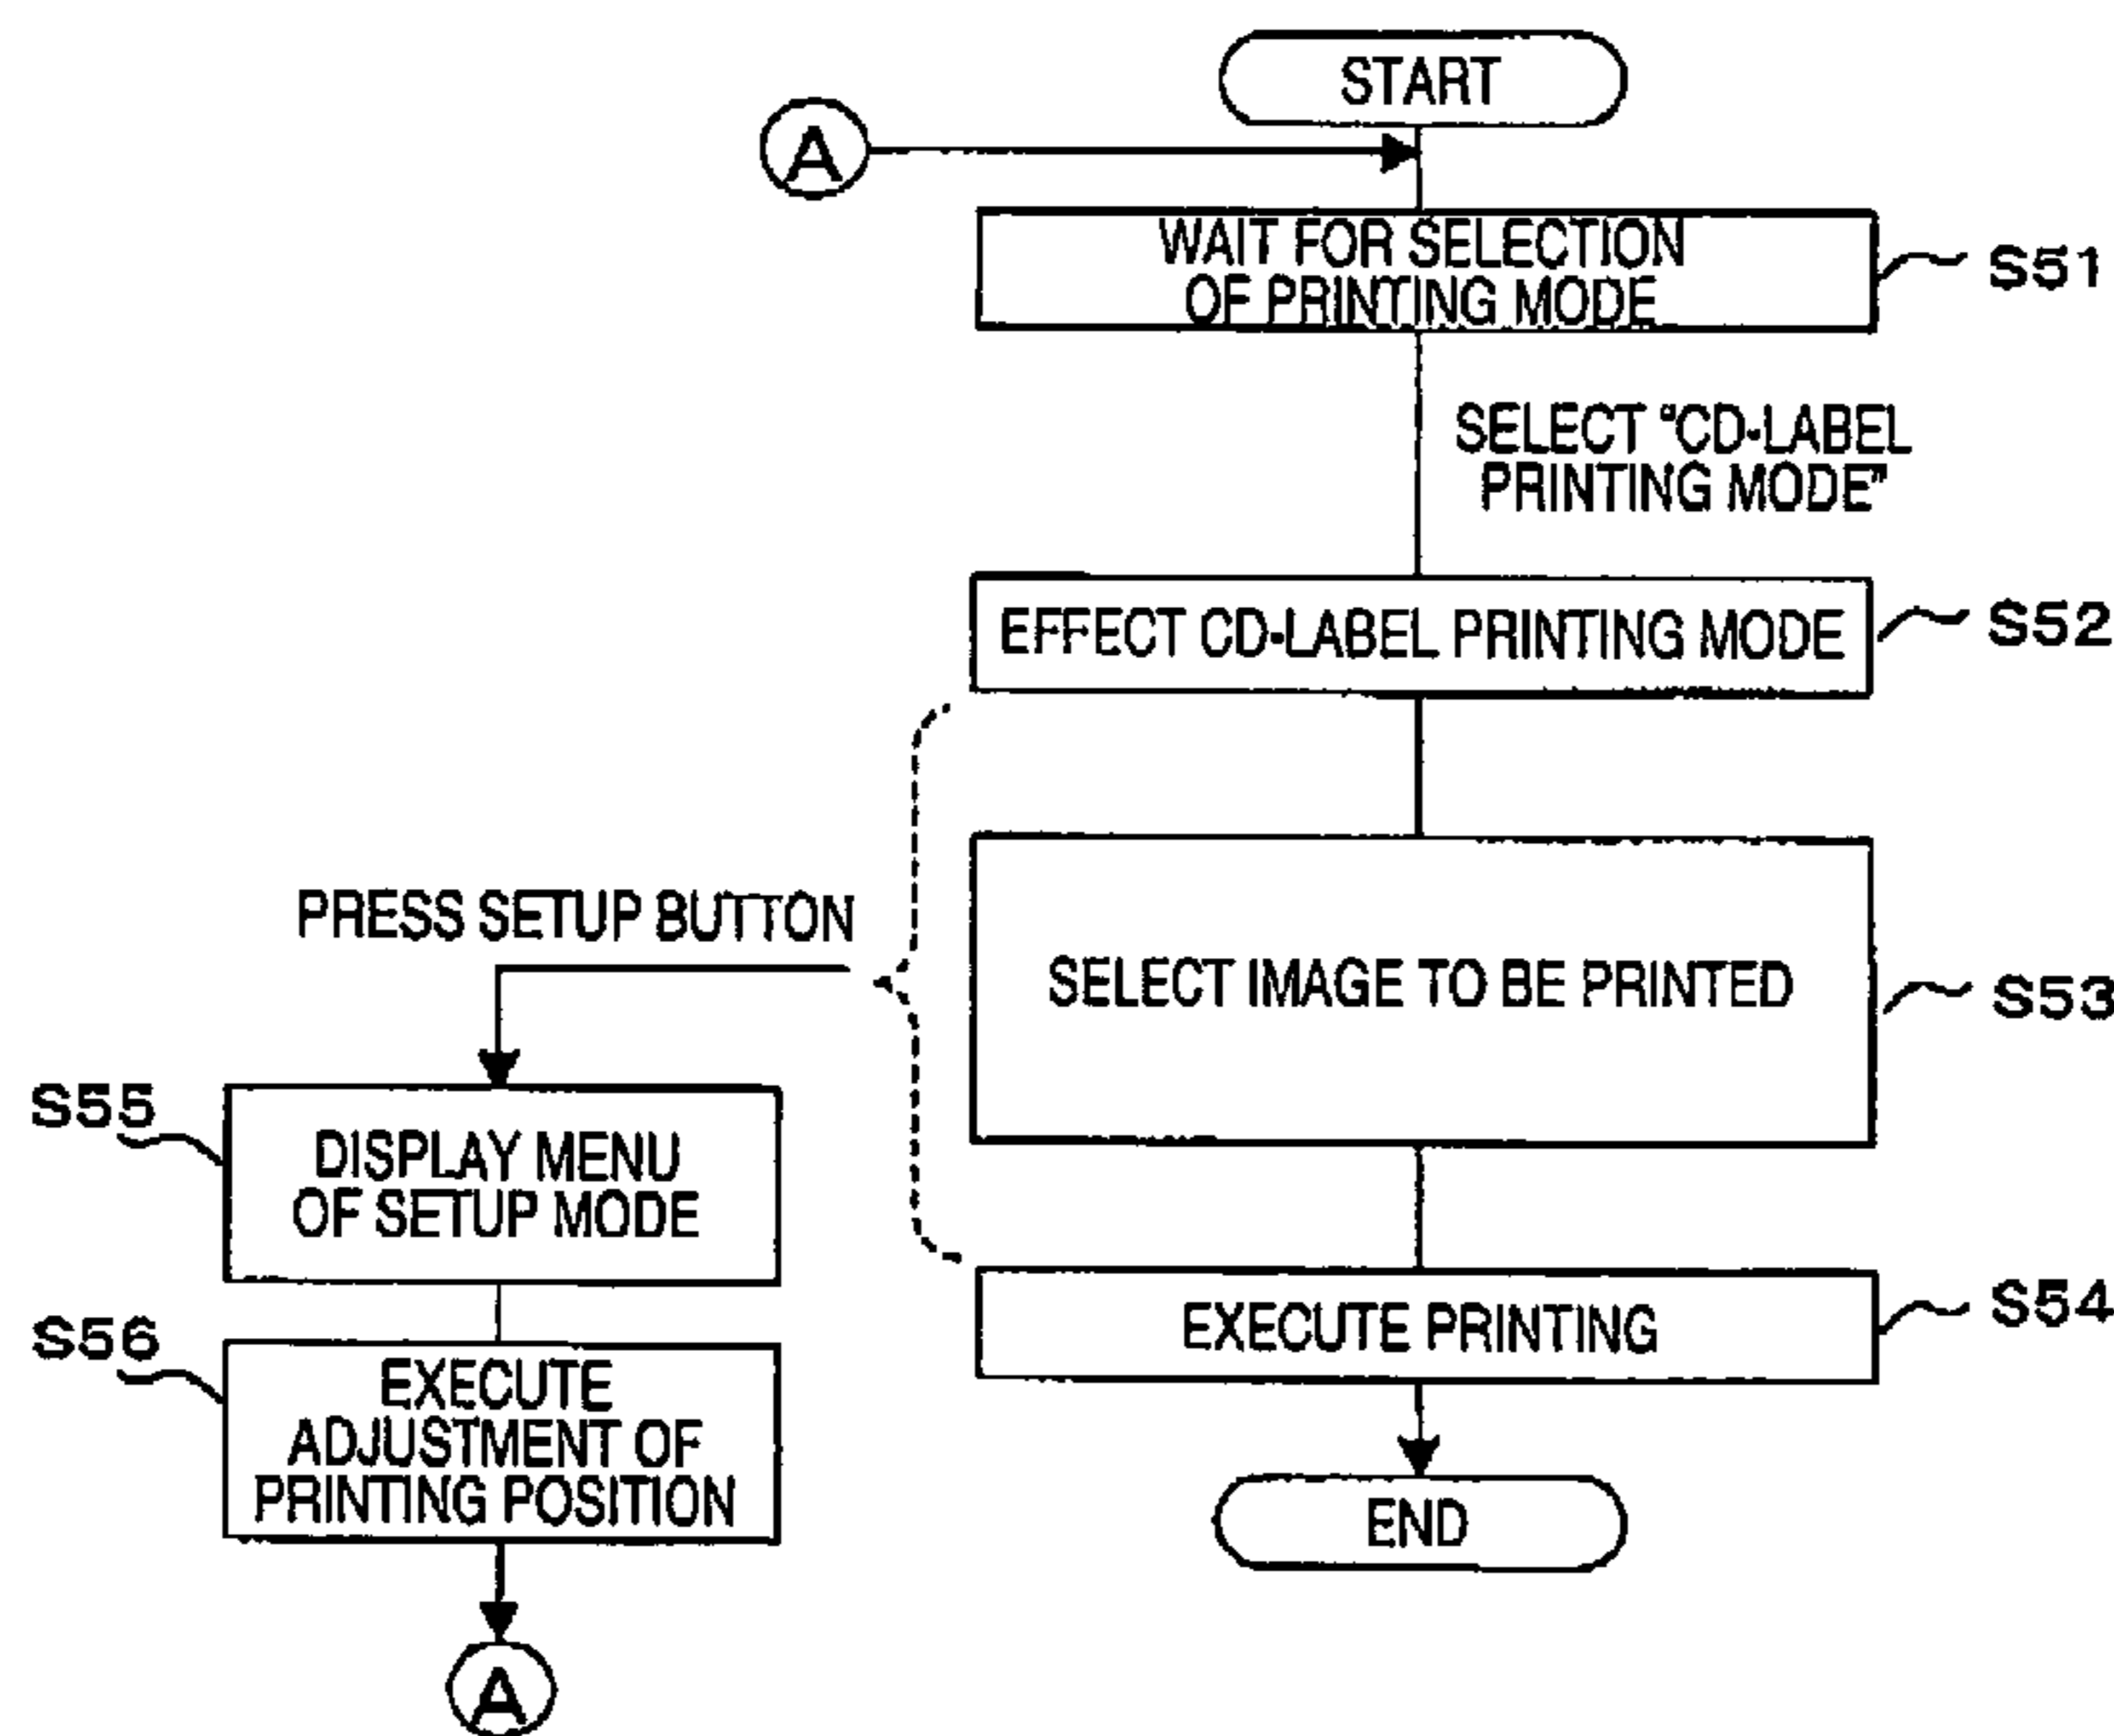 START
A
WAIT FOR SELECTION
OF PRINTING MODE
S51
SELECT "CD-LABEL
PRINTING MODE"
EFFECT CD-LABEL PRINTING MODE
S52
PRESS SETUP BUTTON
SELECT IMAGE TO BE PRINTED
S53
S55
DISPLAY MENU
OF SETUP MODE
EXECUTE PRINTING
S54
S56
EXECUTE
ADJUSTMENT OF
PRINTING POSITION
END
A